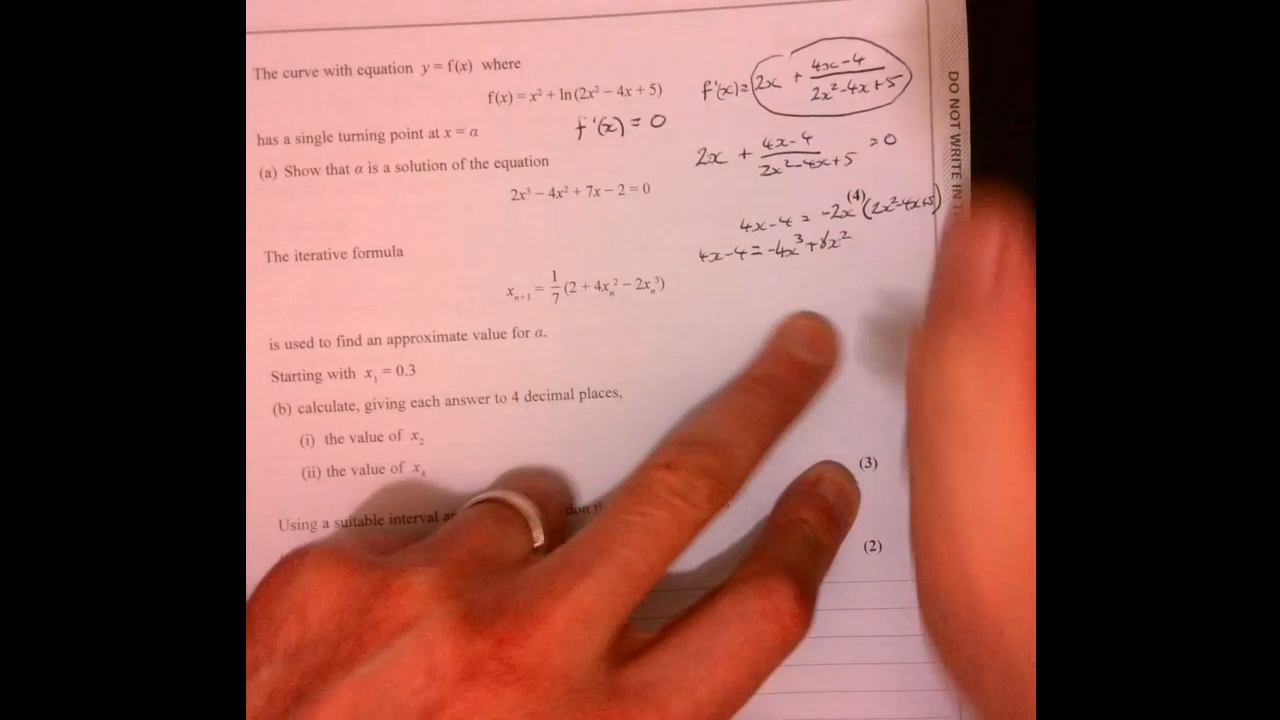 The curve with equation y = f(x) where
f(x) = x² + ln(2x² − 4x + 5)
has a single turning point at x = α
(a) Show that α is a solution of the equation
2x³ − 4x² + 7x − 2 = 0
(4)
The iterative formula
xₙ₊₁ = 1/7 (2 + 4xₙ² − 2xₙ³)
is used to find an approximate value for α.
Starting with x₁ = 0.3
(b) calculate, giving each answer to 4 decimal places,
(i) the value of x₂
(ii) the value of x₄
(3)
Using a suitable interval
(2)
f'(x) = 0
f'(x) = 2x + (4x − 4)/(2x² − 4x + 5)
2x + (4x − 4)/(2x² − 4x + 5) = 0
4x − 4 = −2x (2x² − 4x + 5)
4x − 4 = −4x³ + 8x²
DO NOT WRITE IN